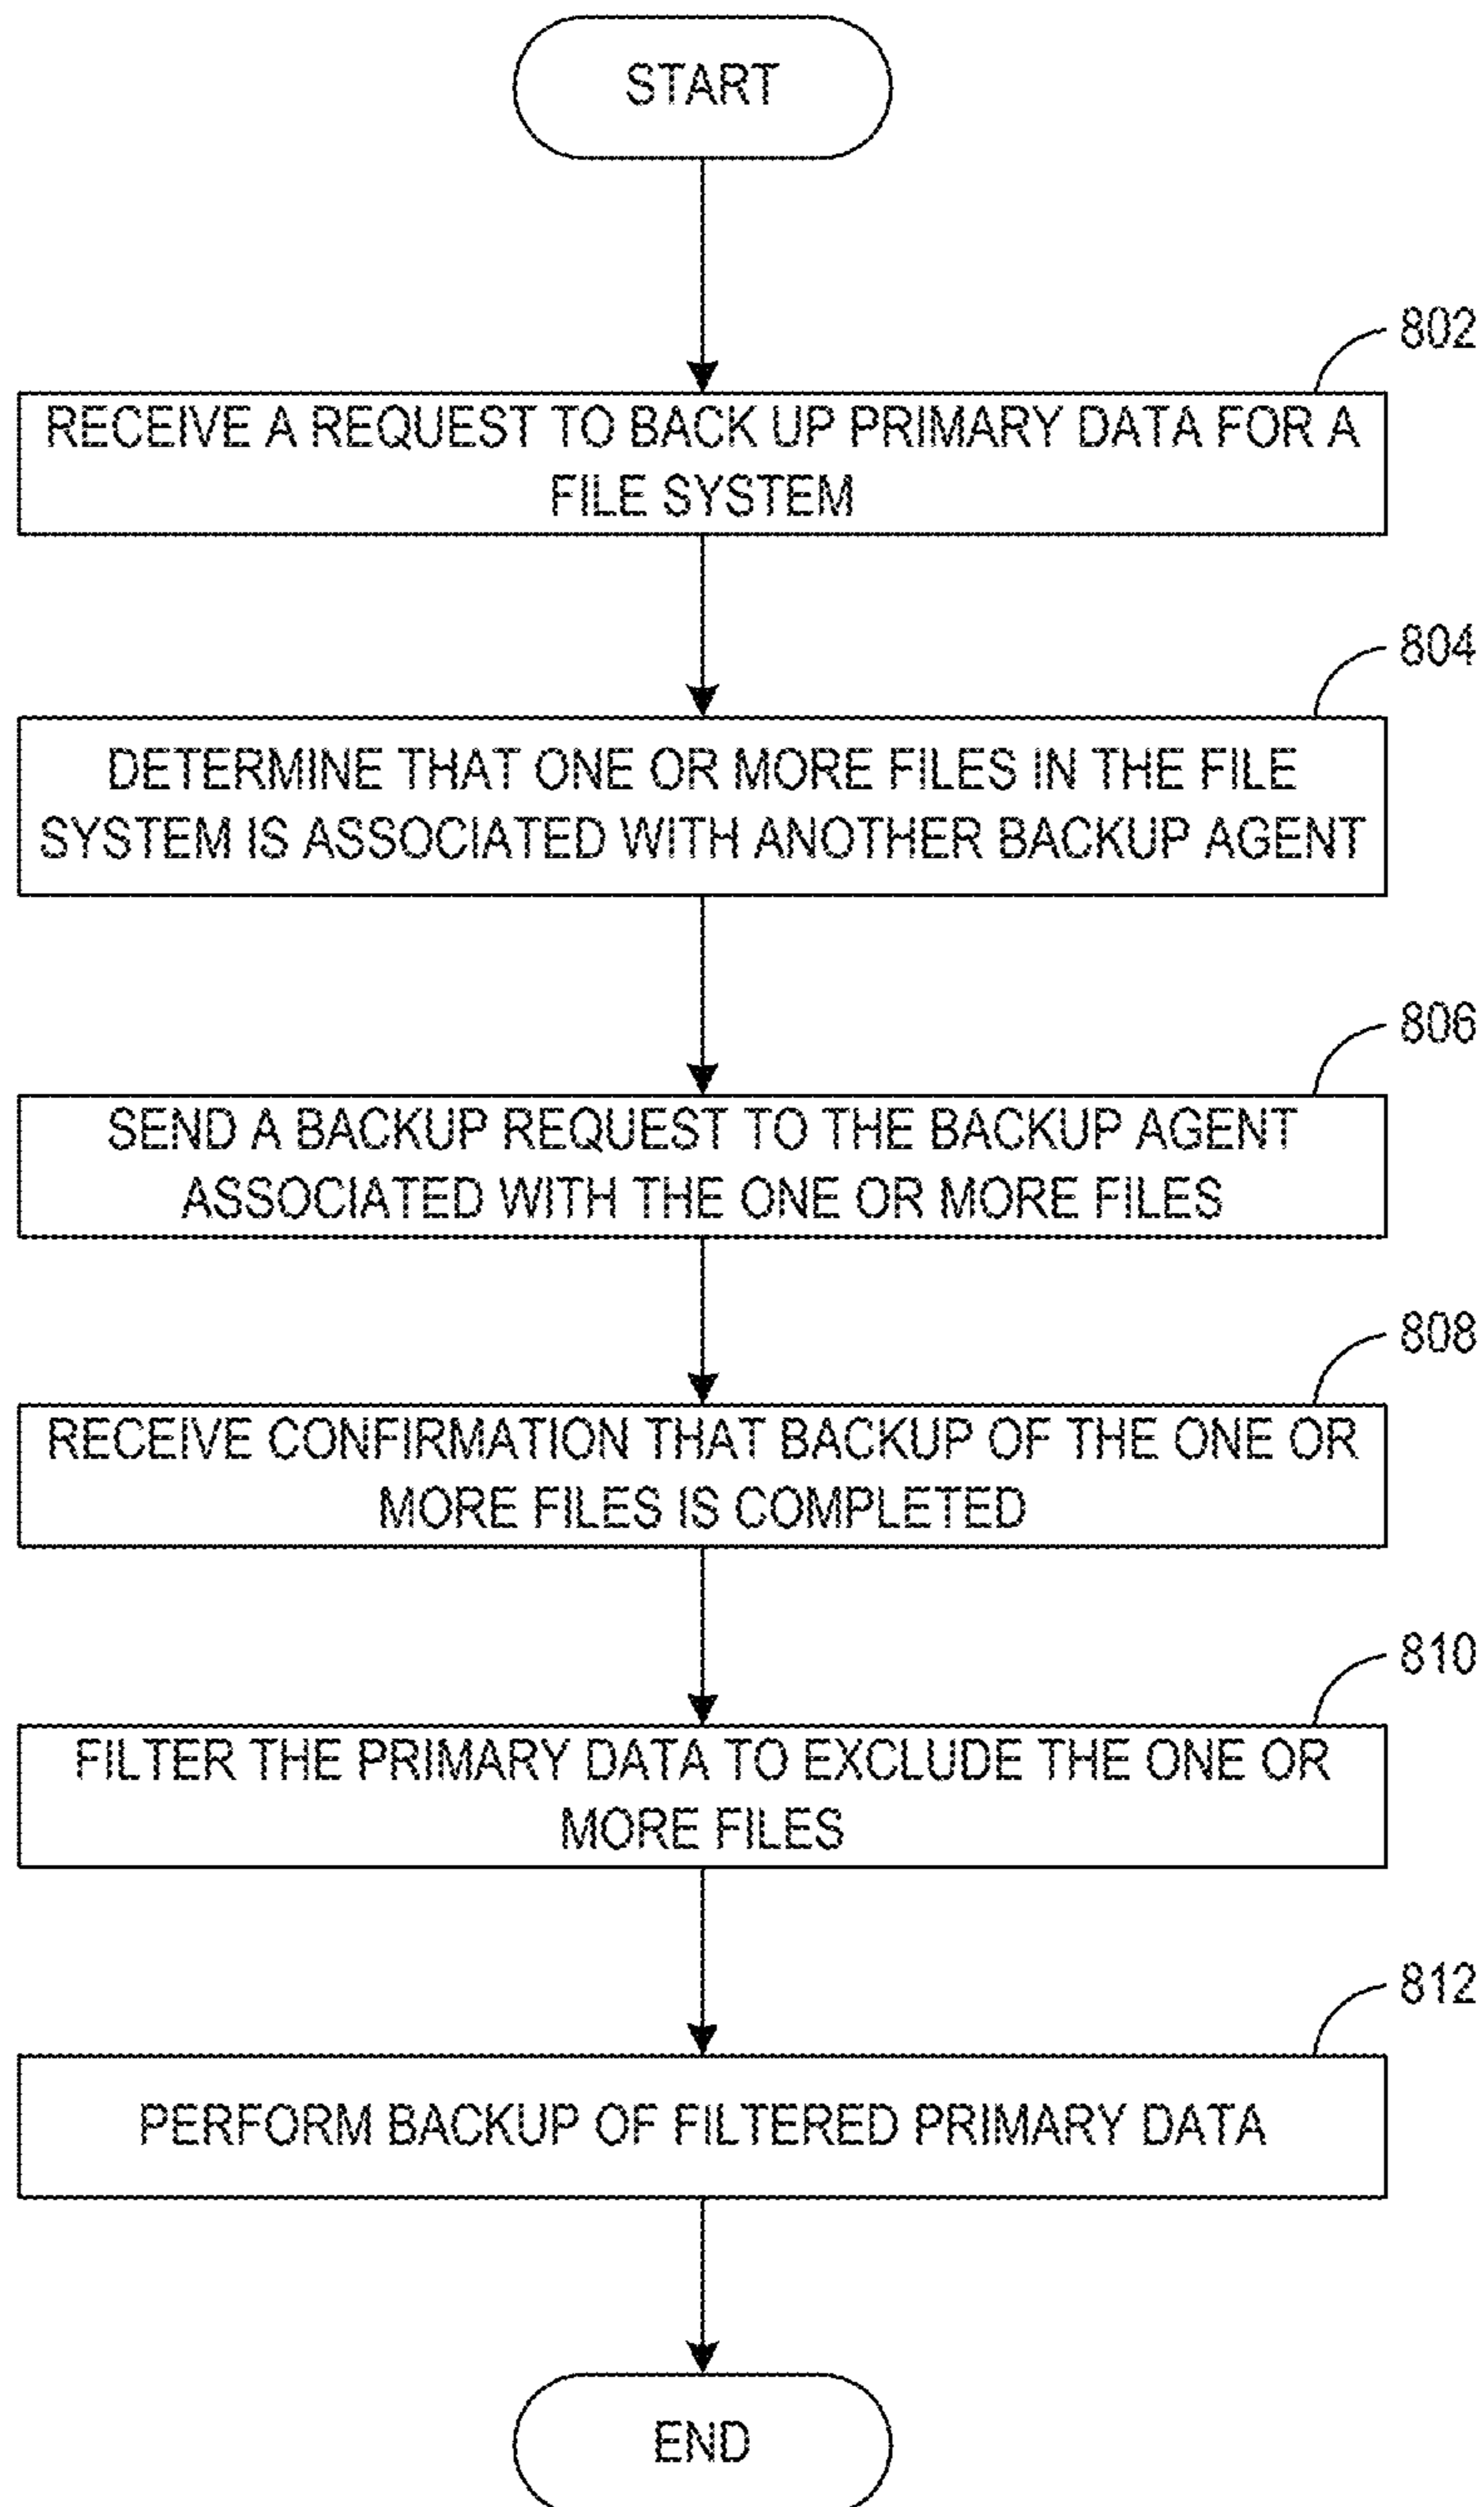 START
802
RECEIVE A REQUEST TO BACK UP PRIMARY DATA FOR A
FILE SYSTEM
804
DETERMINE THAT ONE OR MORE FILES IN THE FILE
SYSTEM IS ASSOCIATED WITH ANOTHER BACKUP AGENT
806
SEND A BACKUP REQUEST TO THE BACKUP AGENT
ASSOCIATED WITH THE ONE OR MORE FILES
808
RECEIVE CONFIRMATION THAT BACKUP OF THE ONE OR
MORE FILES IS COMPLETED
810
FILTER THE PRIMARY DATA TO EXCLUDE THE ONE OR
MORE FILES
812
PERFORM BACKUP OF FILTERED PRIMARY DATA
END